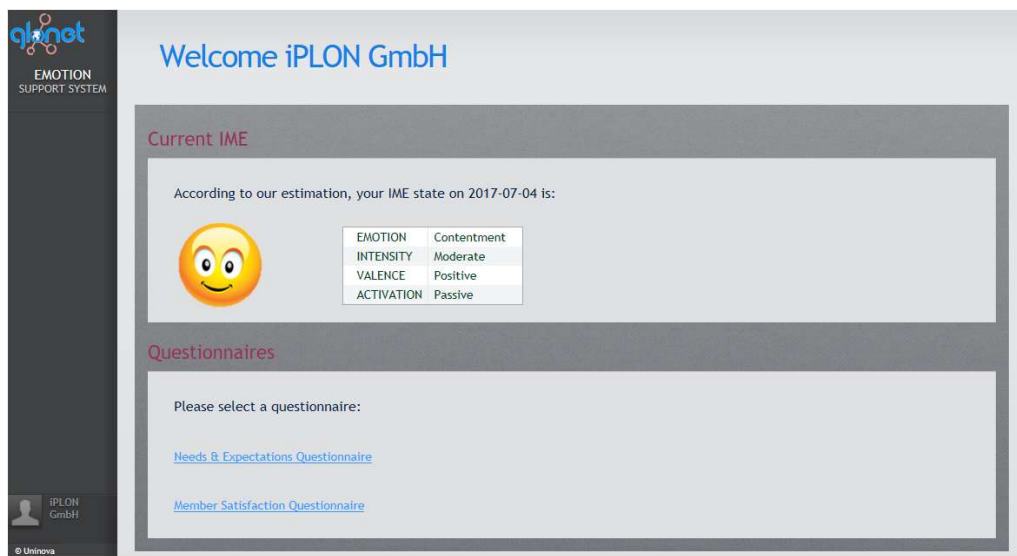 glonet
EMOTION
SUPPORT SYSTEM
Welcome iPLON GmbH
Current IME
According to our estimation, your IME state on 2017-07-04 is:
EMOTION Contentment
INTENSITY Moderate
VALENCE Positive
ACTIVATION Passive
Questionnaires
Please select a questionnaire:
Needs & Expectations Questionnaire
Member Satisfaction Questionnaire
iPLON
GmbH
© Uninova